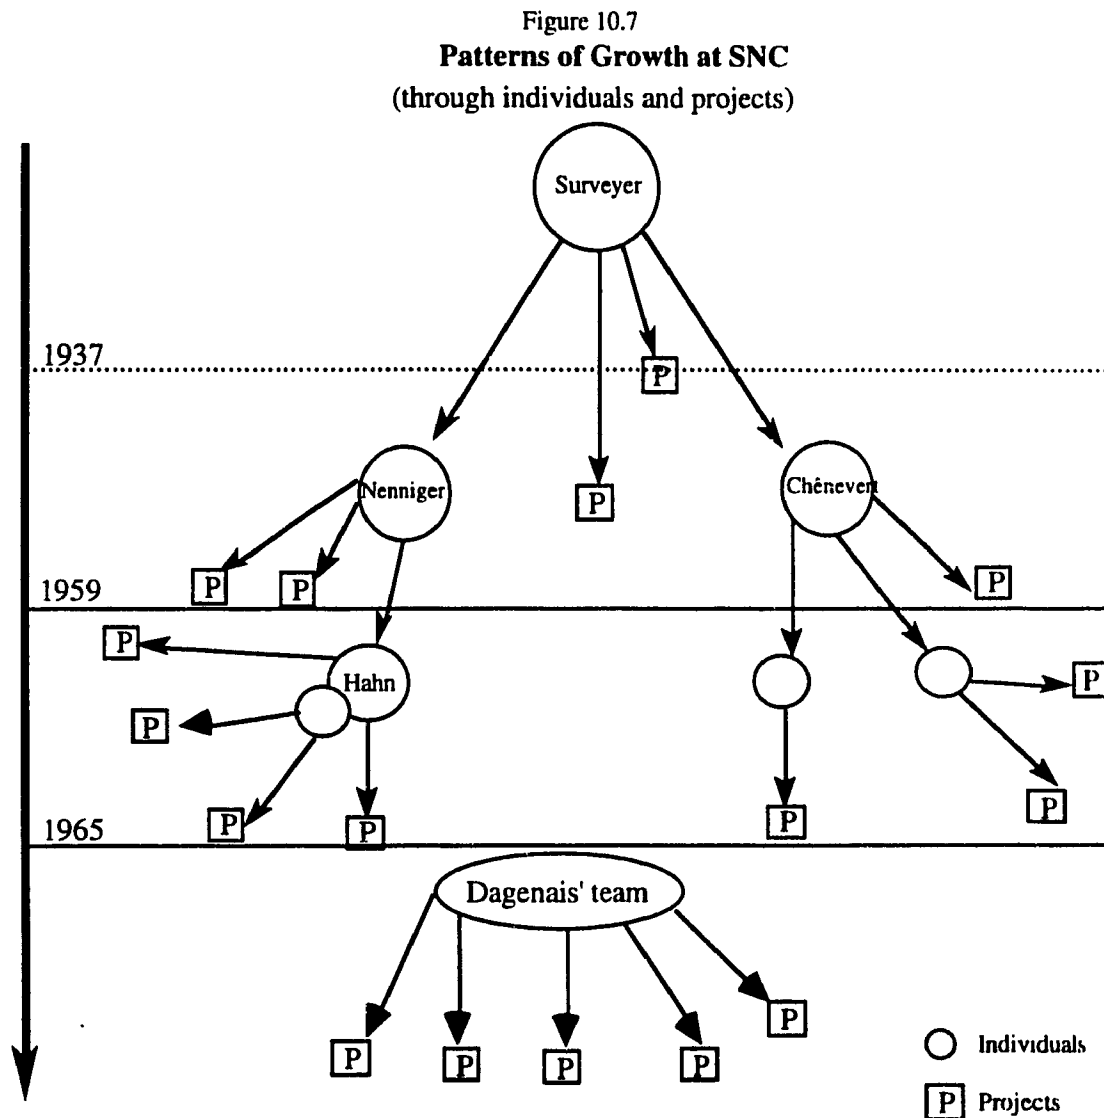 Figure 10.7
Patterns of Growth at SNC
(through individuals and projects)
Surveyer
1937
P
Nenniger
P
Chênevert
P
P
P
1959
P
Hahn
P
P
P
P
P
P
1965
P
Dagenais' team
P
P
P
P
P
Individuals
P Projects